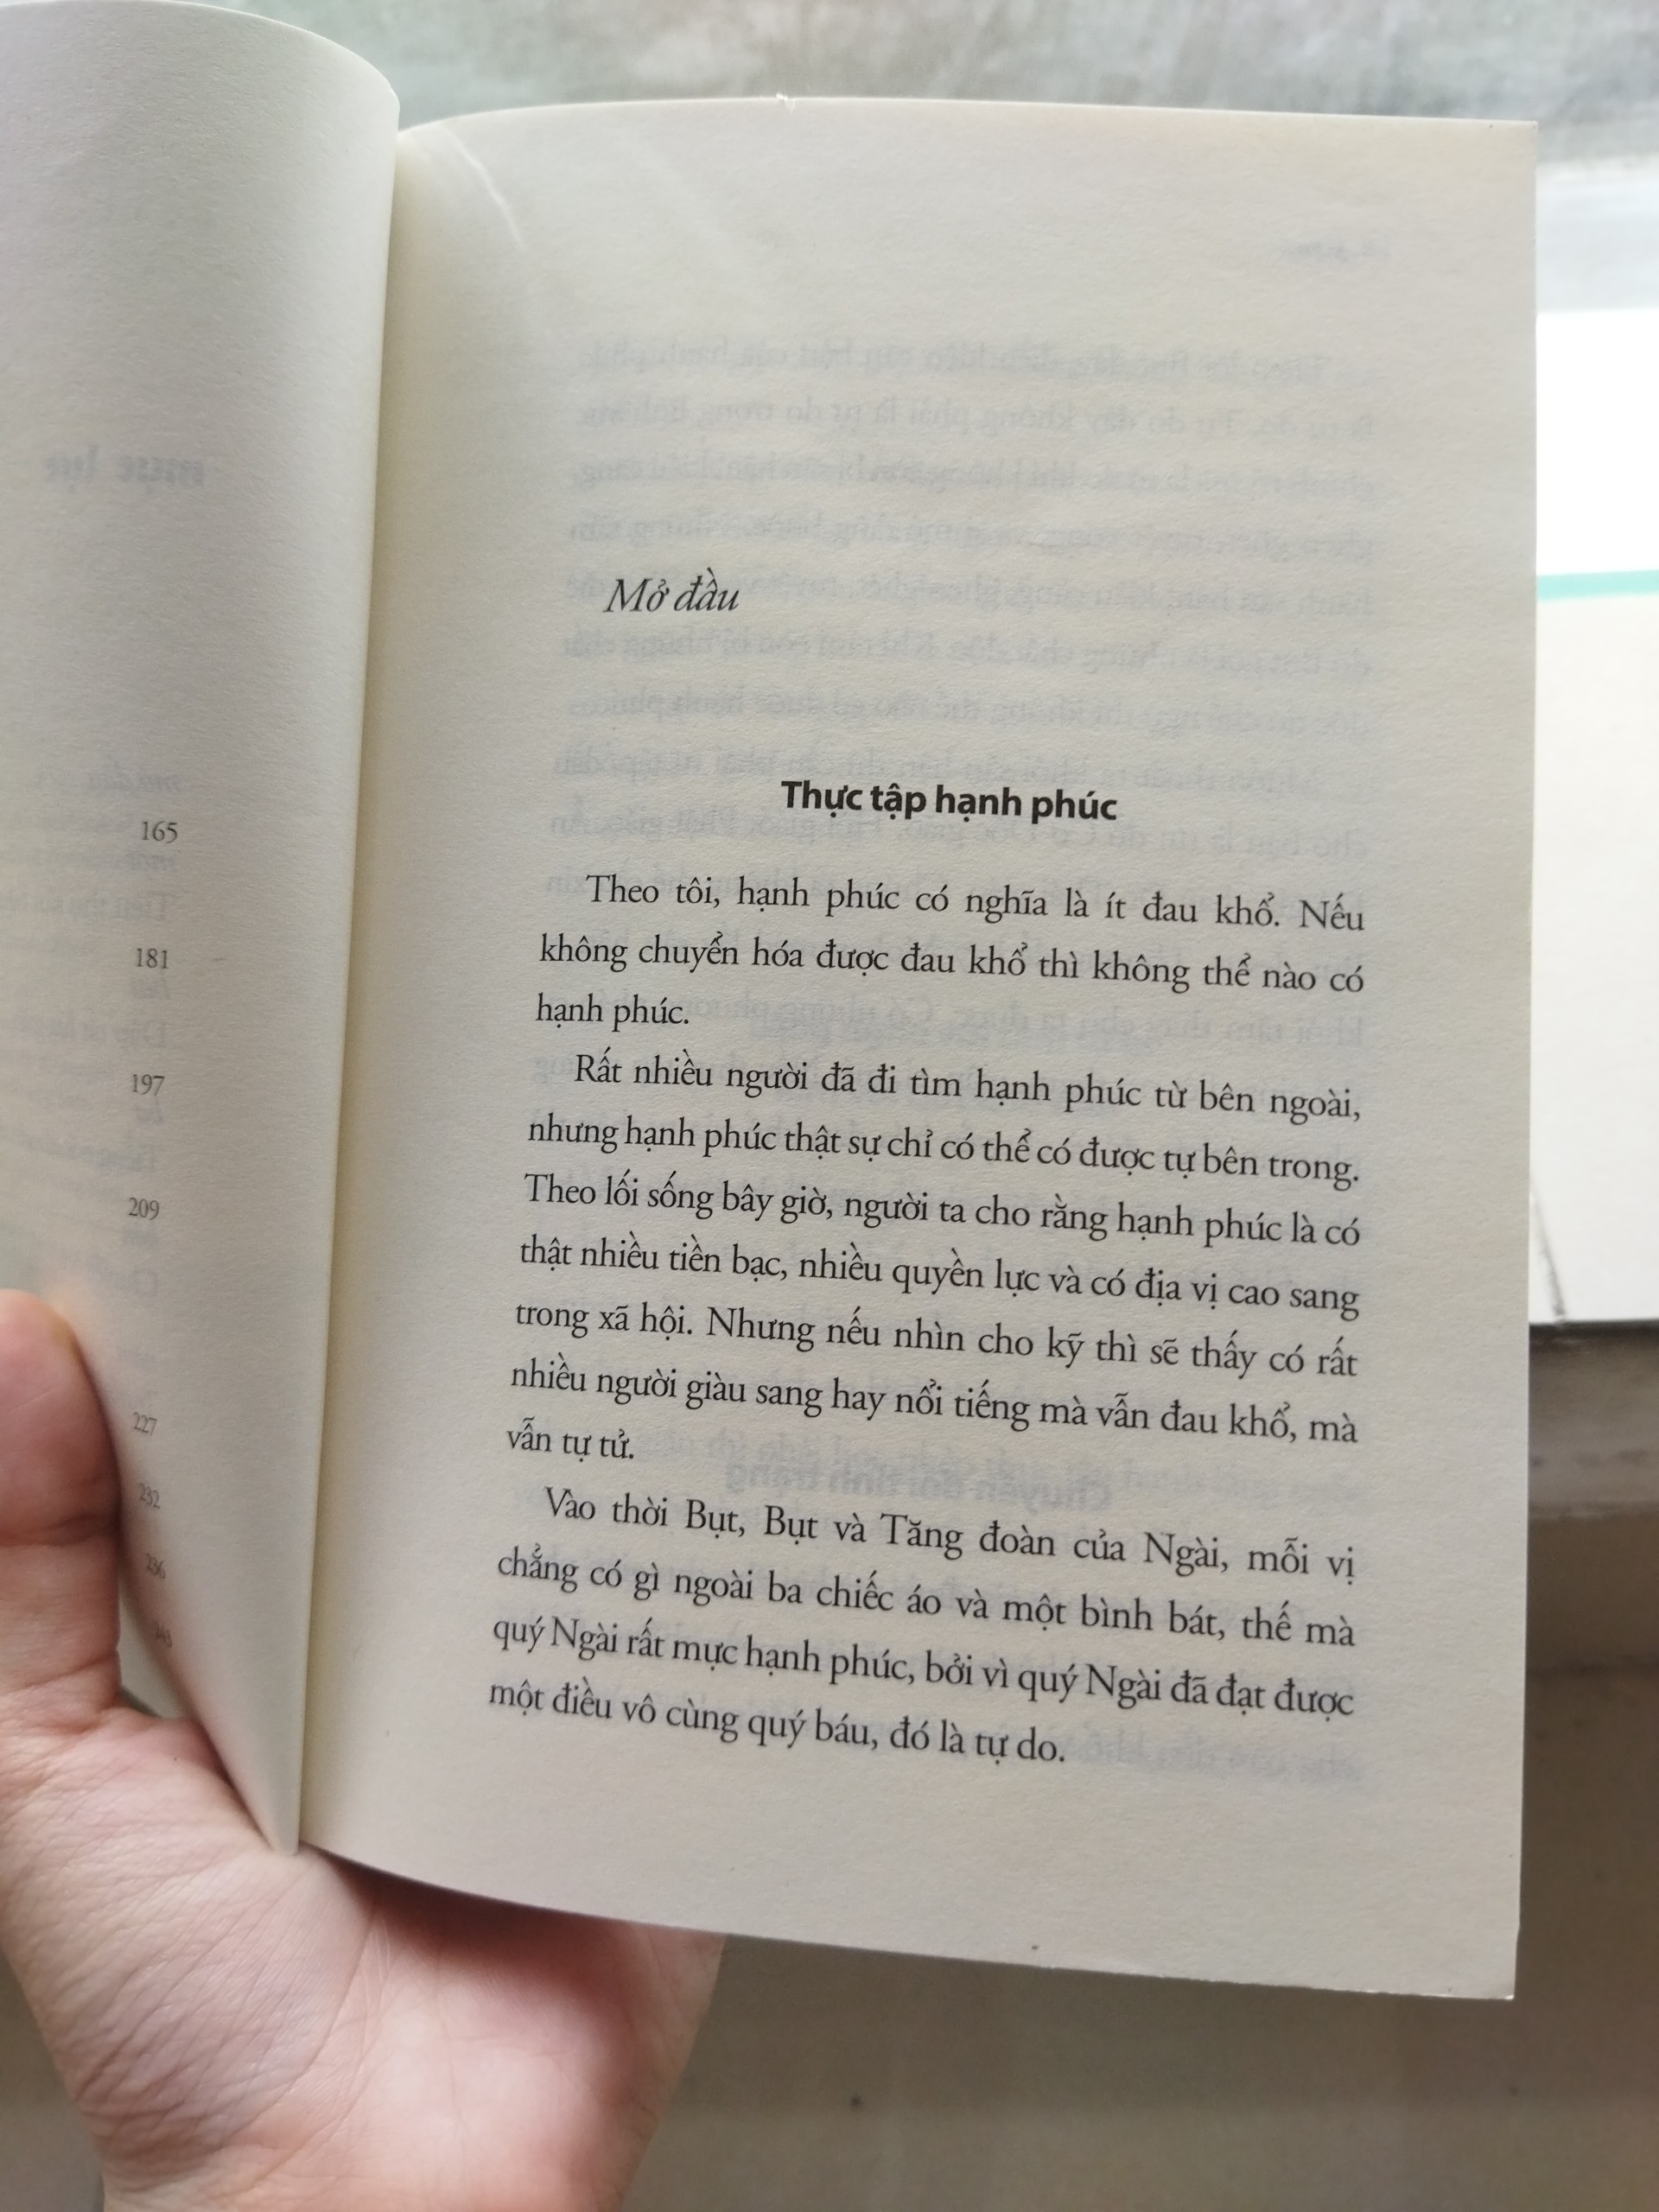 165
181
197
209
227
232
236
Mở đầu
Thực tập hạnh phúc
Theo tôi, hạnh phúc có nghĩa là ít đau khổ. Nếu
không chuyển hóa được đau khổ thì không thể nào có
hạnh phúc.
Rất nhiều người đã đi tìm hạnh phúc từ bên ngoài,
nhưng hạnh phúc thật sự chỉ có thể có được tự bên trong.
Theo lối sống bây giờ, người ta cho rằng hạnh phúc là có
thật nhiều tiền bạc, nhiều quyền lực và có địa vị cao sang
trong xã hội. Nhưng nếu nhìn cho kỹ thì sẽ thấy có rất
nhiều người giàu sang hay nổi tiếng mà vẫn đau khổ, mà
vẫn tự tử.
Vào thời Bụt, Bụt và Tăng đoàn của Ngài, mỗi vị
chẳng có gì ngoài ba chiếc áo và một bình bát, thế mà
quý Ngài rất mực hạnh phúc, bởi vì quý Ngài đã đạt được
một điều vô cùng quý báu, đó là tự do.